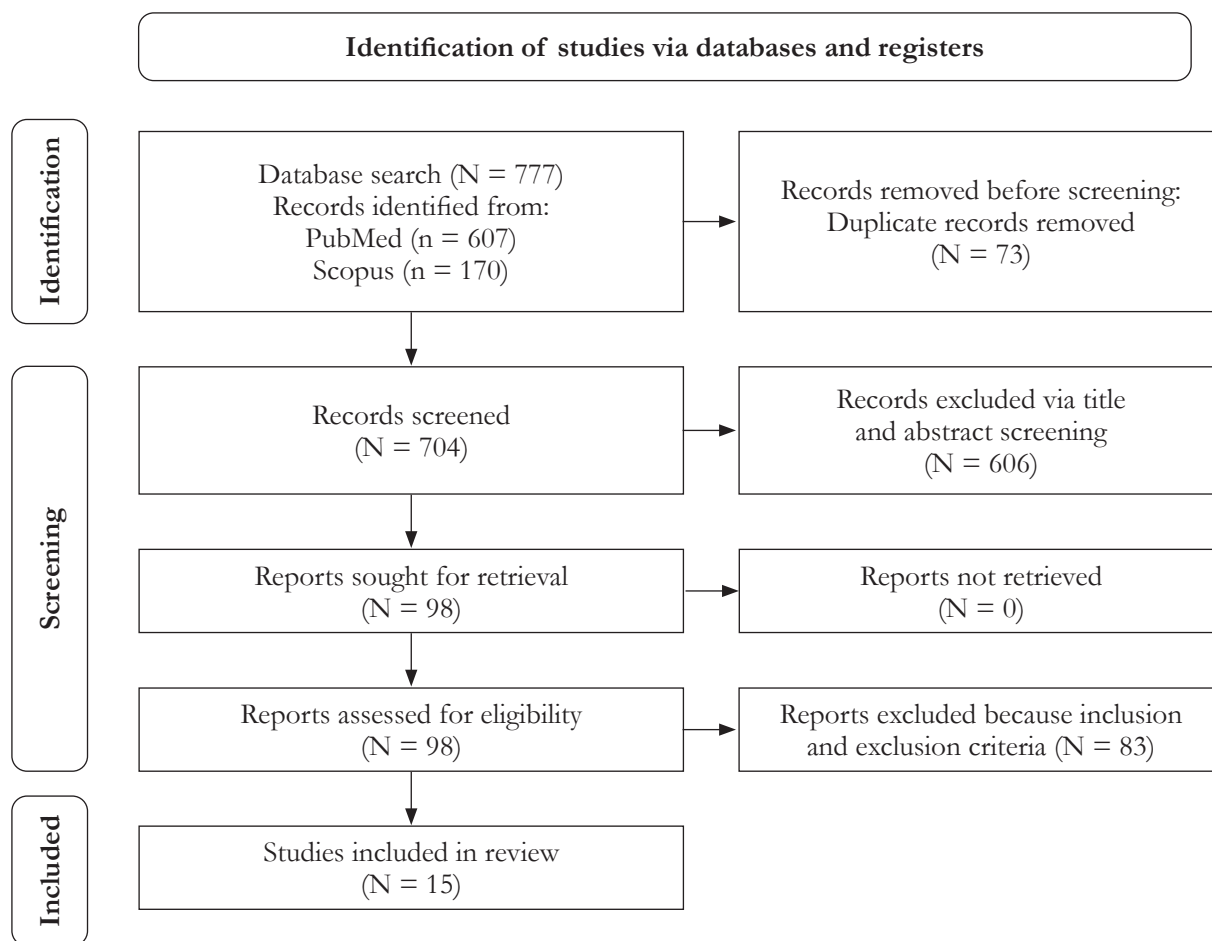 Identification of studies via databases and registers
Identification
Database search (N = 777)
Records identified from:
PubMed (n = 607)
Scopus (n = 170)
Records removed before screening:
Duplicate records removed
(N = 73)
Screening
Records screened
(N = 704)
Records excluded via title
and abstract screening
(N = 606)
Reports sought for retrieval
(N = 98)
Reports not retrieved
(N = 0)
Reports assessed for eligibility
(N = 98)
Reports excluded because inclusion
and exclusion criteria (N = 83)
Included
Studies included in review
(N = 15)